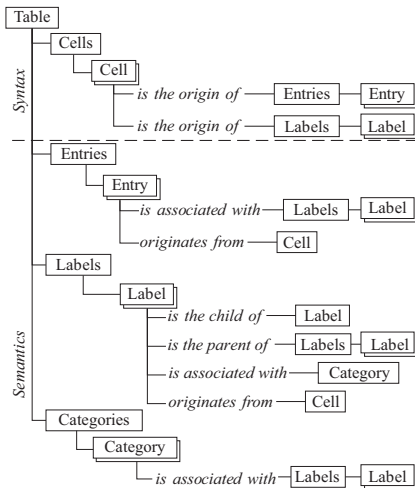 Table
Cells
Cell
is the origin of Entries Entry
is the origin of Labels Label
Syntax
Entries
Entry
is associated with Labels Label
originates from Cell
Labels
Label
is the child of Label
is the parent of Labels Label
is associated with Category
originates from Cell
Semantics
Categories
Category
is associated with Labels Label